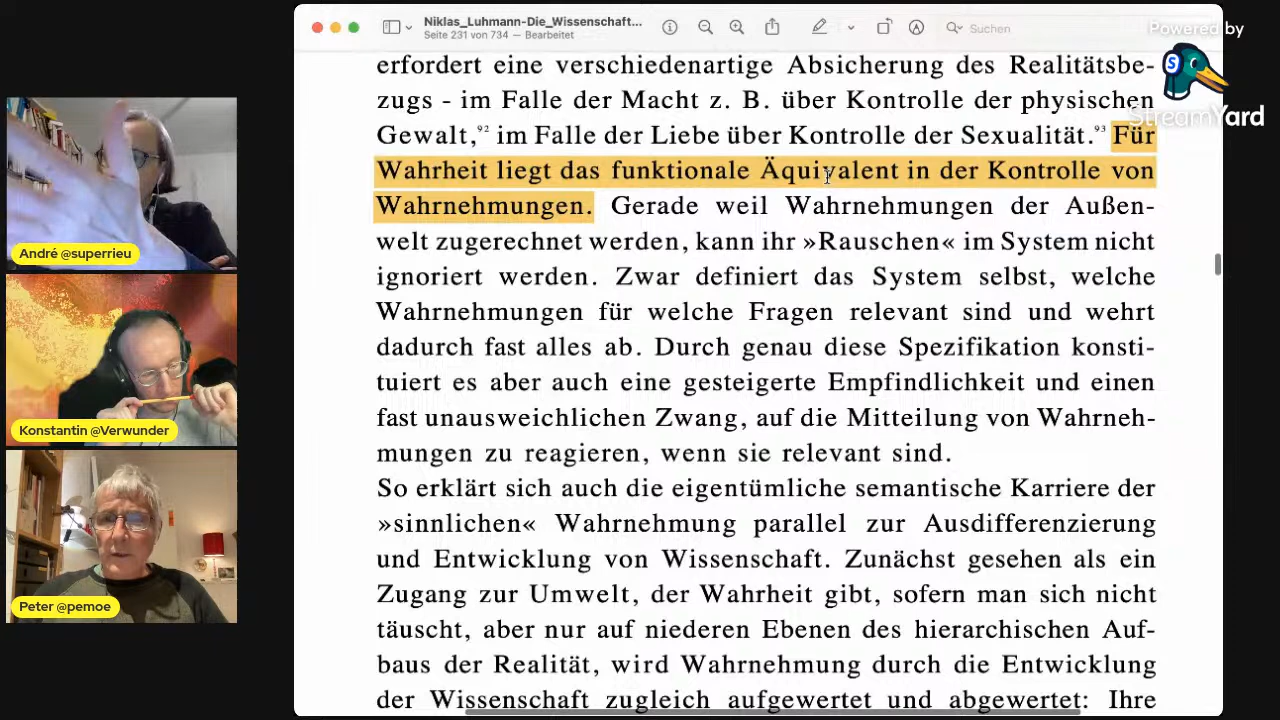 Niklas_Luhmann-Die_Wissenschaft...
Seite 231 von 734 — Bearbeitet
Suchen
Powered by
StreamYard
erfordert eine verschiedenartige Absicherung des Realitätsbe-
zugs - im Falle der Macht z. B. über Kontrolle der physischen
Gewalt,⁹² im Falle der Liebe über Kontrolle der Sexualität.⁹³ Für
Wahrheit liegt das funktionale Äquivalent in der Kontrolle von
Wahrnehmungen. Gerade weil Wahrnehmungen der Außen-
welt zugerechnet werden, kann ihr »Rauschen« im System nicht
ignoriert werden. Zwar definiert das System selbst, welche
Wahrnehmungen für welche Fragen relevant sind und wehrt
dadurch fast alles ab. Durch genau diese Spezifikation konsti-
tuiert es aber auch eine gesteigerte Empfindlichkeit und einen
fast unausweichlichen Zwang, auf die Mitteilung von Wahrneh-
mungen zu reagieren, wenn sie relevant sind.
So erklärt sich auch die eigentümliche semantische Karriere der
»sinnlichen« Wahrnehmung parallel zur Ausdifferenzierung
und Entwicklung von Wissenschaft. Zunächst gesehen als ein
Zugang zur Umwelt, der Wahrheit gibt, sofern man sich nicht
täuscht, aber nur auf niederen Ebenen des hierarchischen Auf-
baus der Realität, wird Wahrnehmung durch die Entwicklung
der Wissenschaft zugleich aufgewertet und abgewertet: Ihre
André @superrieu
Konstantin @Verwunder
Peter @pemoe